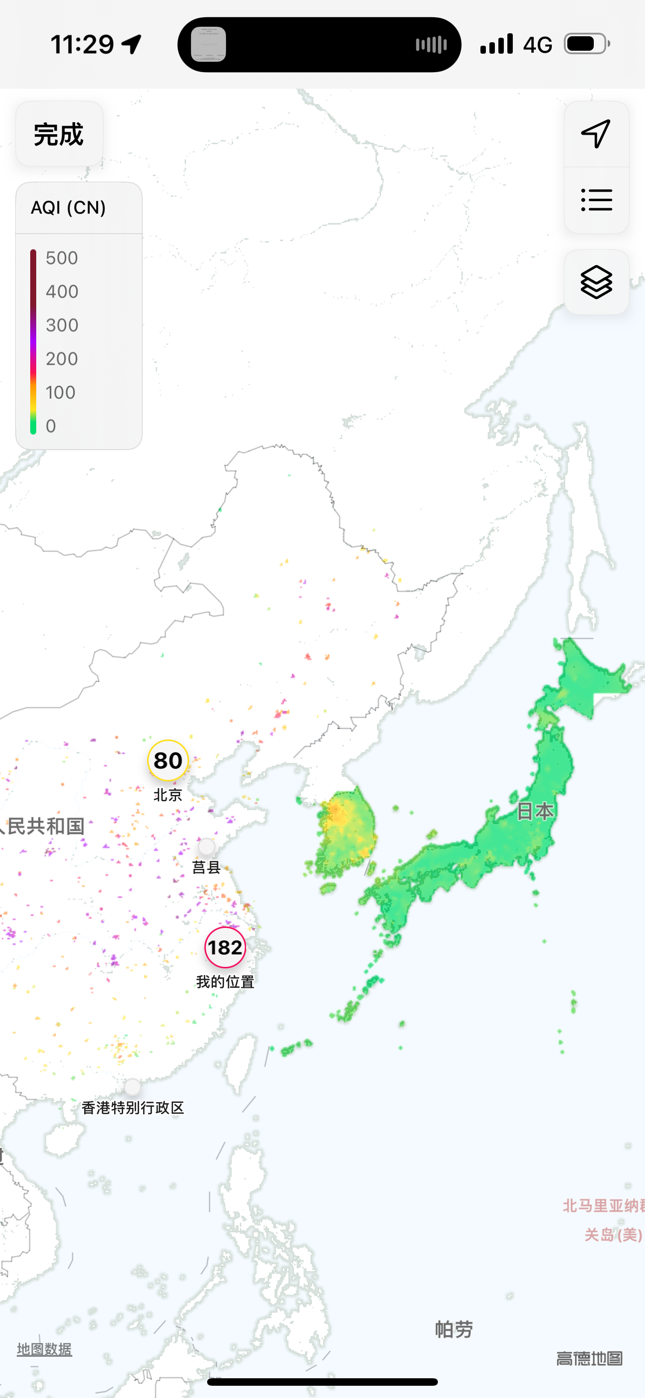 11:29
4G
完成
AQI (CN)
500
400
300
200
100
0
80
北京
人民共和国
日本
莒县
182
我的位置
香港特别行政区
北马里亚纳群
关岛(美)
帕劳
地图数据
高德地图